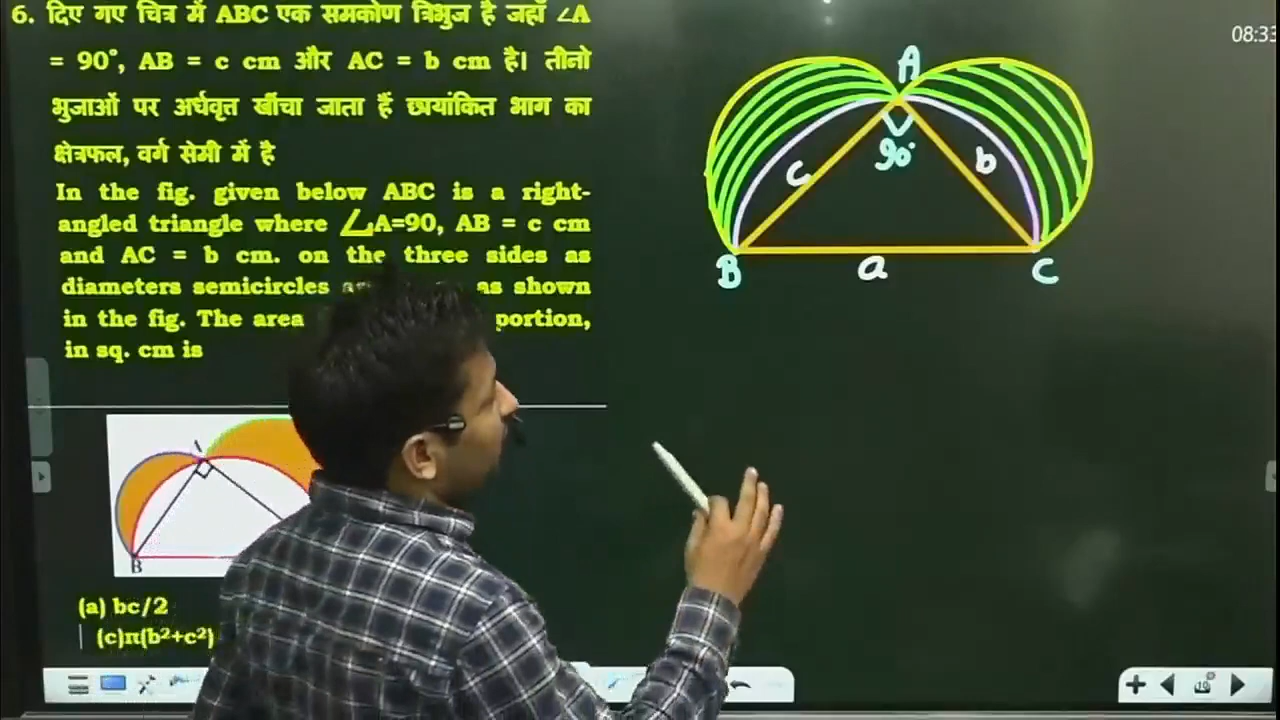 6. दिए गए चित्र में ABC एक समकोण त्रिभुज है जहाँ ∠A
= 90°, AB = c cm और AC = b cm है। तीनो
भुजाओं पर अर्धवृत्त खींचा जाता हैं छायांकित भाग का
क्षेत्रफल, वर्ग सेमी में है
In the fig. given below ABC is a right-
angled triangle where ∠A=90, AB = c cm
and AC = b cm. on the three sides as
diameters semicircles as shown
in the fig. The area portion,
in sq. cm is
A
B
(a) bc/2
(c)π(b²+c²)
08:33
A
90°
c
b
B
a
C